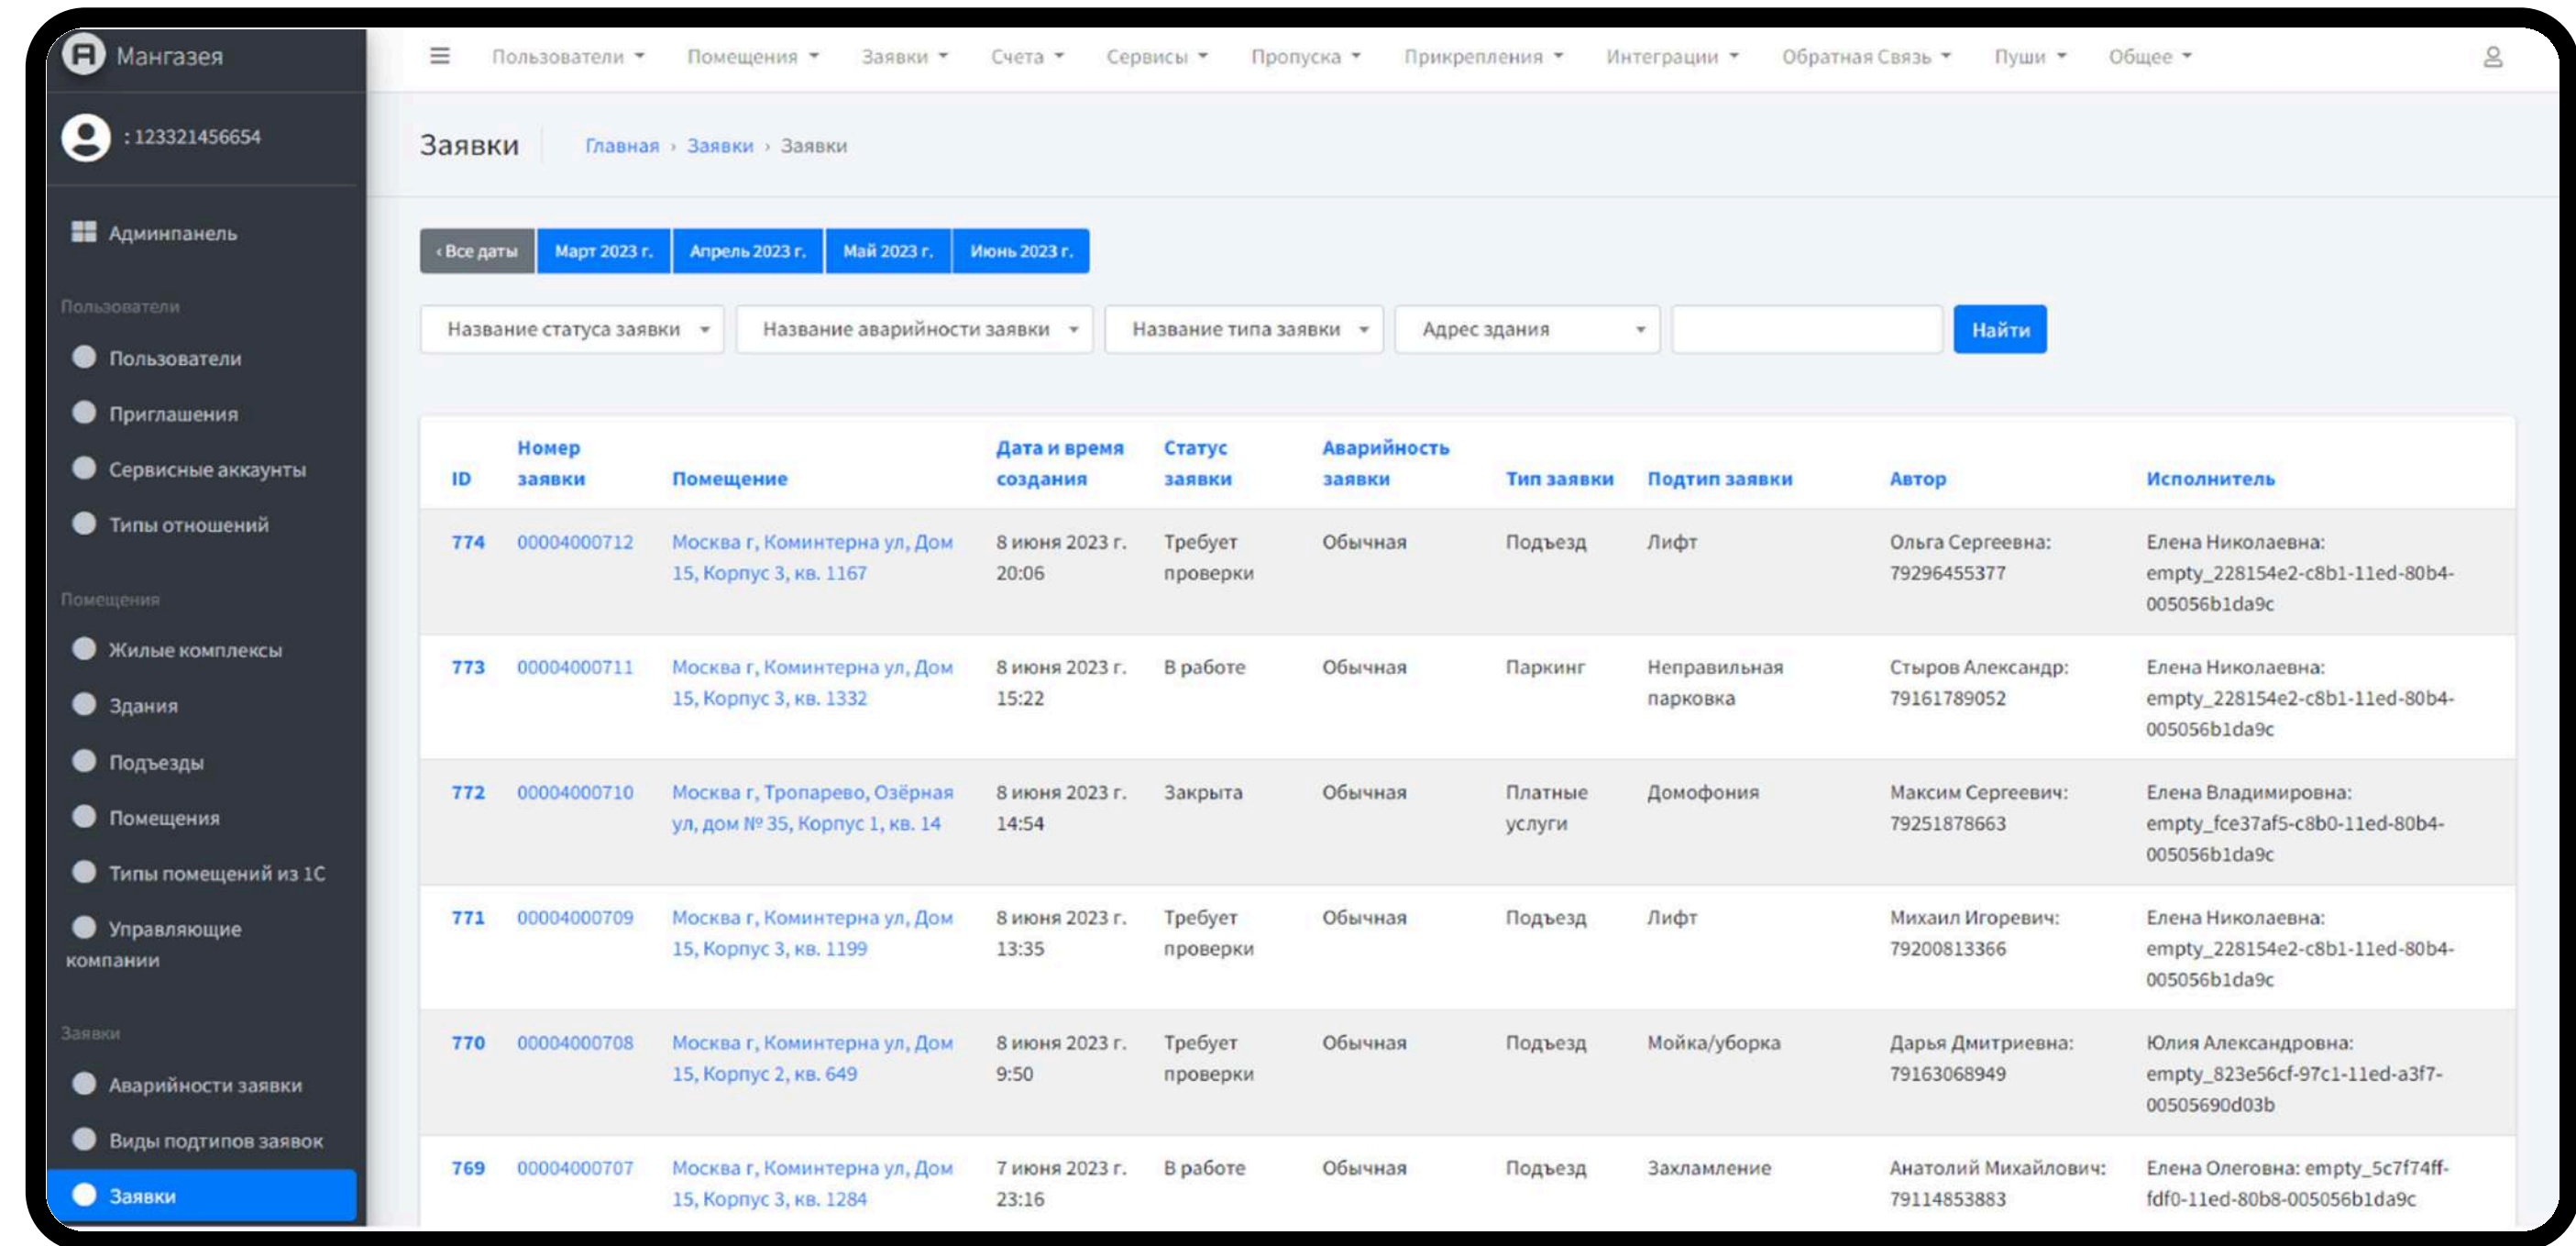 Мангазея
Пользователи Помещения Заявки Счета Сервисы Пропуска Прикрепления Интеграции Обратная Связь Пуши Общее
: 123321456654
Админпанель
Пользователи
Пользователи
Приглашения
Сервисные аккаунты
Типы отношений
Помещения
Жилые комплексы
Здания
Подъезды
Помещения
Типы помещений из 1С
Управляющие
компании
Заявки
Аварийности заявки
Виды подтипов заявок
Заявки
Заявки Главная › Заявки › Заявки
‹ Все даты Март 2023 г. Апрель 2023 г. Май 2023 г. Июнь 2023 г.
Название статуса заявки Название аварийности заявки Название типа заявки Адрес здания Найти
Номер Дата и время Статус Аварийность
ID заявки Помещение создания заявки заявки Тип заявки Подтип заявки Автор Исполнитель
774 00004000712 Москва г, Коминтерна ул, Дом 8 июня 2023 г. Требует Обычная Подъезд Лифт Ольга Сергеевна: Елена Николаевна:
15, Корпус 3, кв. 1167 20:06 проверки 79296455377 empty_228154e2-c8b1-11ed-80b4-
005056b1da9c
773 00004000711 Москва г, Коминтерна ул, Дом 8 июня 2023 г. В работе Обычная Паркинг Неправильная Стыров Александр: Елена Николаевна:
15, Корпус 3, кв. 1332 15:22 парковка 79161789052 empty_228154e2-c8b1-11ed-80b4-
005056b1da9c
772 00004000710 Москва г, Тропарево, Озёрная 8 июня 2023 г. Закрыта Обычная Платные Домофония Максим Сергеевич: Елена Владимировна:
ул, дом № 35, Корпус 1, кв. 14 14:54 услуги 79251878663 empty_fce37af5-c8b0-11ed-80b4-
005056b1da9c
771 00004000709 Москва г, Коминтерна ул, Дом 8 июня 2023 г. Требует Обычная Подъезд Лифт Михаил Игоревич: Елена Николаевна:
15, Корпус 3, кв. 1199 13:35 проверки 79200813366 empty_228154e2-c8b1-11ed-80b4-
005056b1da9c
770 00004000708 Москва г, Коминтерна ул, Дом 8 июня 2023 г. Требует Обычная Подъезд Мойка/уборка Дарья Дмитриевна: Юлия Александровна:
15, Корпус 2, кв. 649 9:50 проверки 79163068949 empty_823e56cf-97c1-11ed-a3f7-
00505690d03b
769 00004000707 Москва г, Коминтерна ул, Дом 7 июня 2023 г. В работе Обычная Подъезд Захламление Анатолий Михайлович: Елена Олеговна: empty_5c7f74ff-
15, Корпус 3, кв. 1284 23:16 79114853883 fdf0-11ed-80b8-005056b1da9c